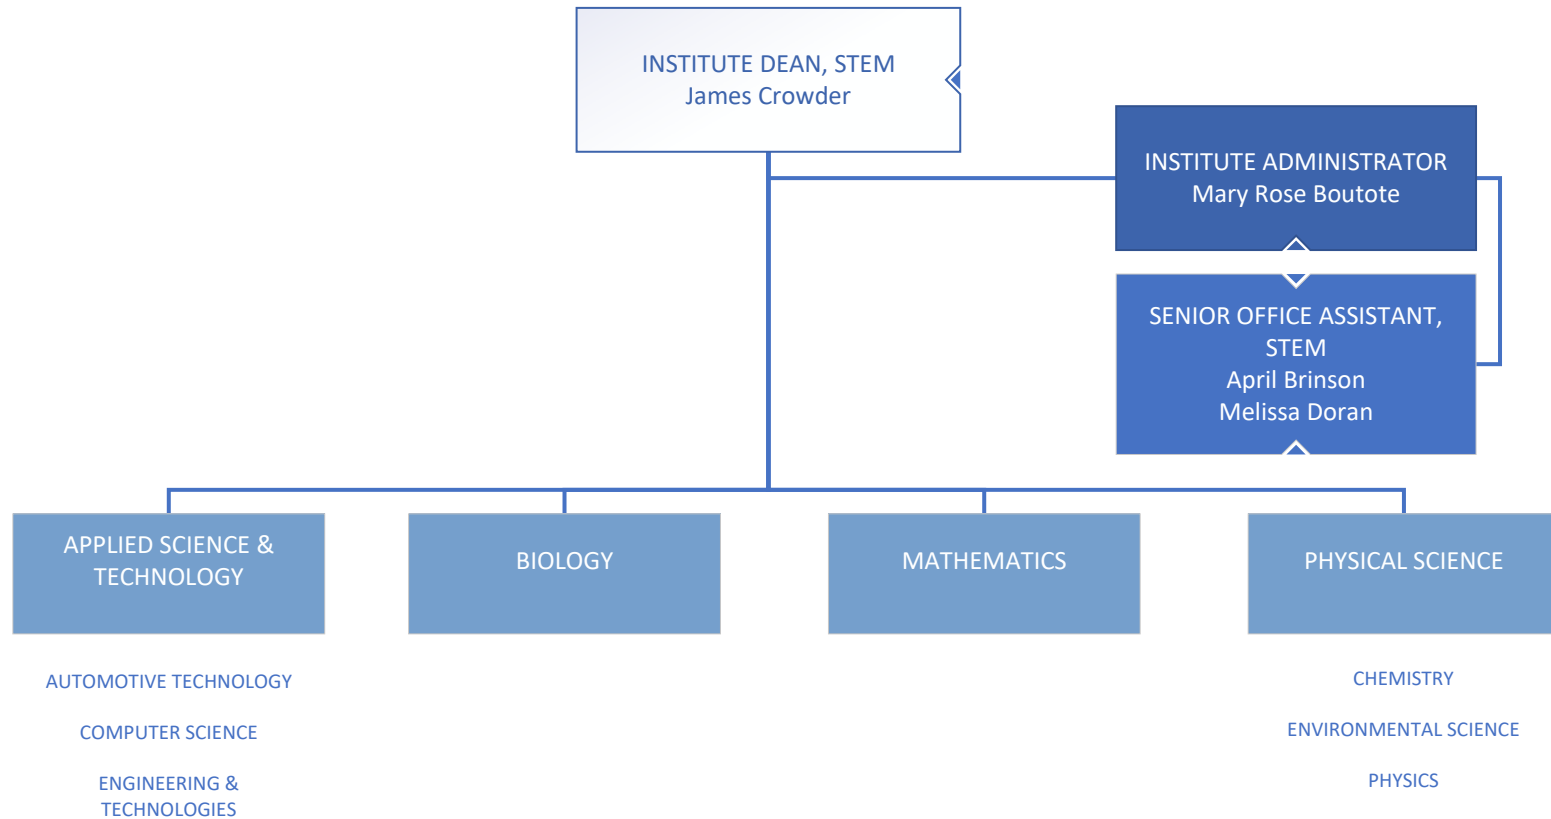 INSTITUTE DEAN, STEM
James Crowder
INSTITUTE ADMINISTRATOR
Mary Rose Boutote
SENIOR OFFICE ASSISTANT,
STEM
April Brinson
Melissa Doran
APPLIED SCIENCE &
TECHNOLOGY
BIOLOGY
MATHEMATICS
PHYSICAL SCIENCE
AUTOMOTIVE TECHNOLOGY
COMPUTER SCIENCE
ENGINEERING &
TECHNOLOGIES
CHEMISTRY
ENVIRONMENTAL SCIENCE
PHYSICS